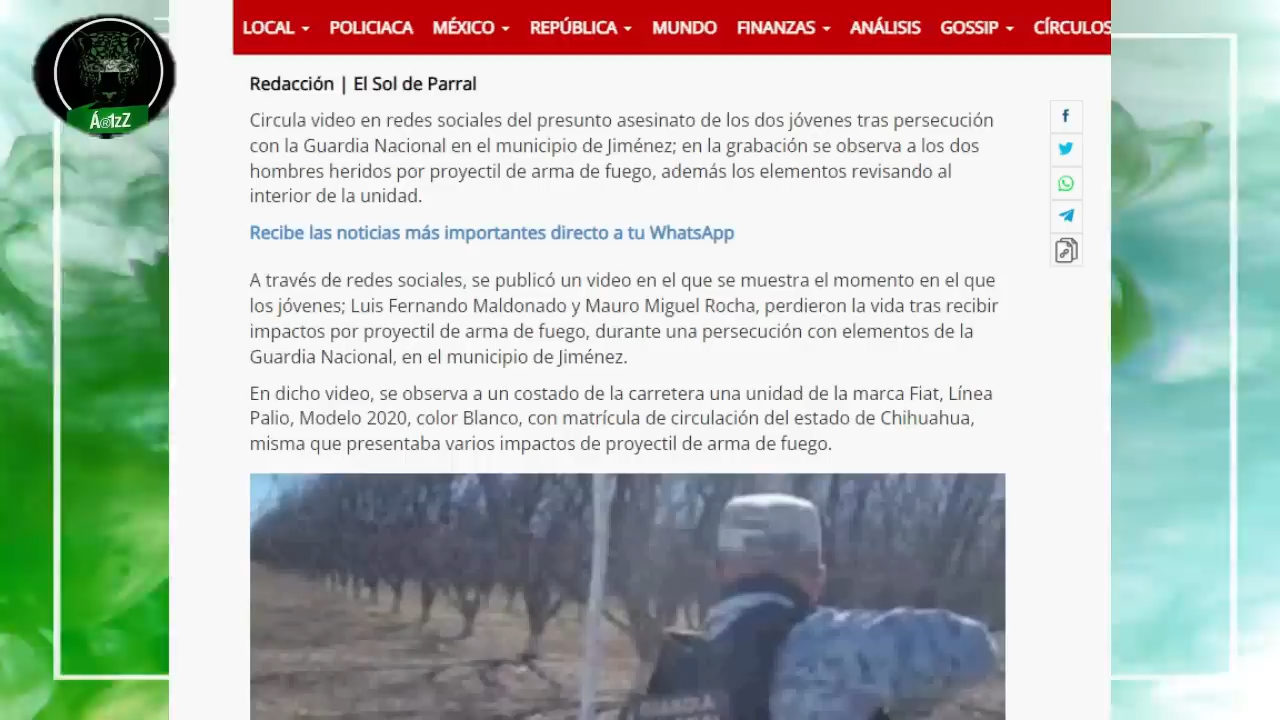 LOCAL POLICIACA MÉXICO REPÚBLICA MUNDO FINANZAS ANÁLISIS GOSSIP CÍRCULOS
Á®1zZ
Redacción | El Sol de Parral
Circula video en redes sociales del presunto asesinato de los dos jóvenes tras persecución
con la Guardia Nacional en el municipio de Jiménez; en la grabación se observa a los dos
hombres heridos por proyectil de arma de fuego, además los elementos revisando al
interior de la unidad.
Recibe las noticias más importantes directo a tu WhatsApp
A través de redes sociales, se publicó un video en el que se muestra el momento en el que
los jóvenes; Luis Fernando Maldonado y Mauro Miguel Rocha, perdieron la vida tras recibir
impactos por proyectil de arma de fuego, durante una persecución con elementos de la
Guardia Nacional, en el municipio de Jiménez.
En dicho video, se observa a un costado de la carretera una unidad de la marca Fiat, Línea
Palio, Modelo 2020, color Blanco, con matrícula de circulación del estado de Chihuahua,
misma que presentaba varios impactos de proyectil de arma de fuego.
GUARDIA